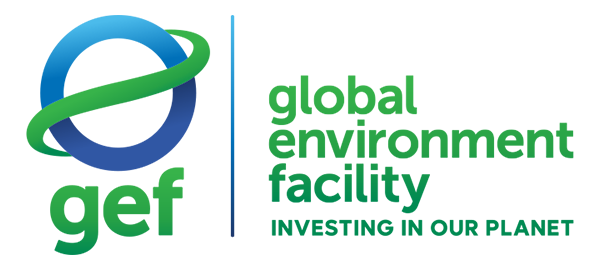 gef
global
environment
facility
INVESTING IN OUR PLANET